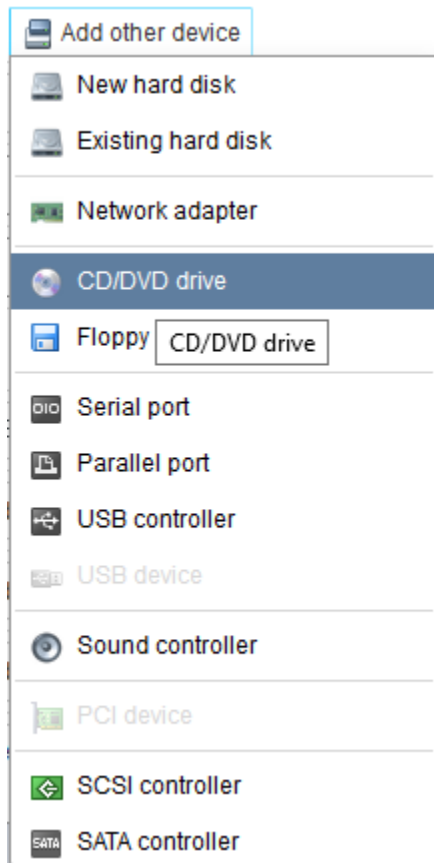 Add other device
New hard disk
Existing hard disk
Network adapter
CD/DVD drive
Floppy
CD/DVD drive
Serial port
Parallel port
USB controller
USB device
Sound controller
PCI device
SCSI controller
SATA
SATA controller